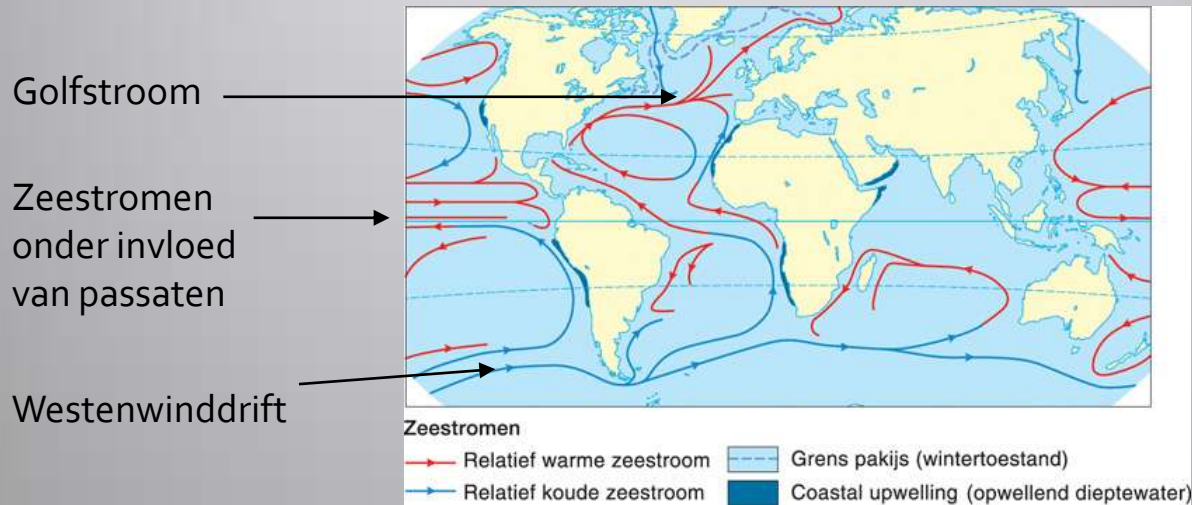 Golfstroom
Zeestromen
onder invloed
van passaten
Westenwinddrift
Zeestromen
Relatief warme zeestroom
Grens pakijs (wintertoestand)
Relatief koude zeestroom
Coastal upwelling (opwellend dieptewater)